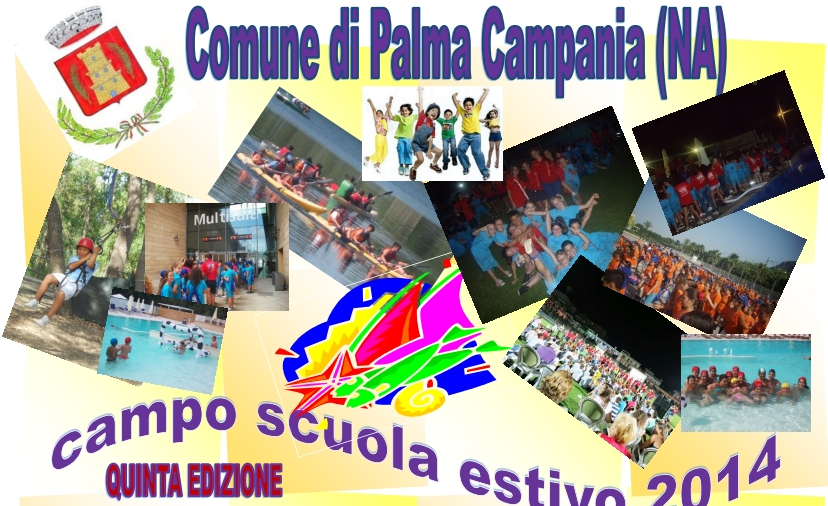 Comune di Palma Campania (NA)
Multisala
campo scuola estivo 2014
QUINTA EDIZIONE